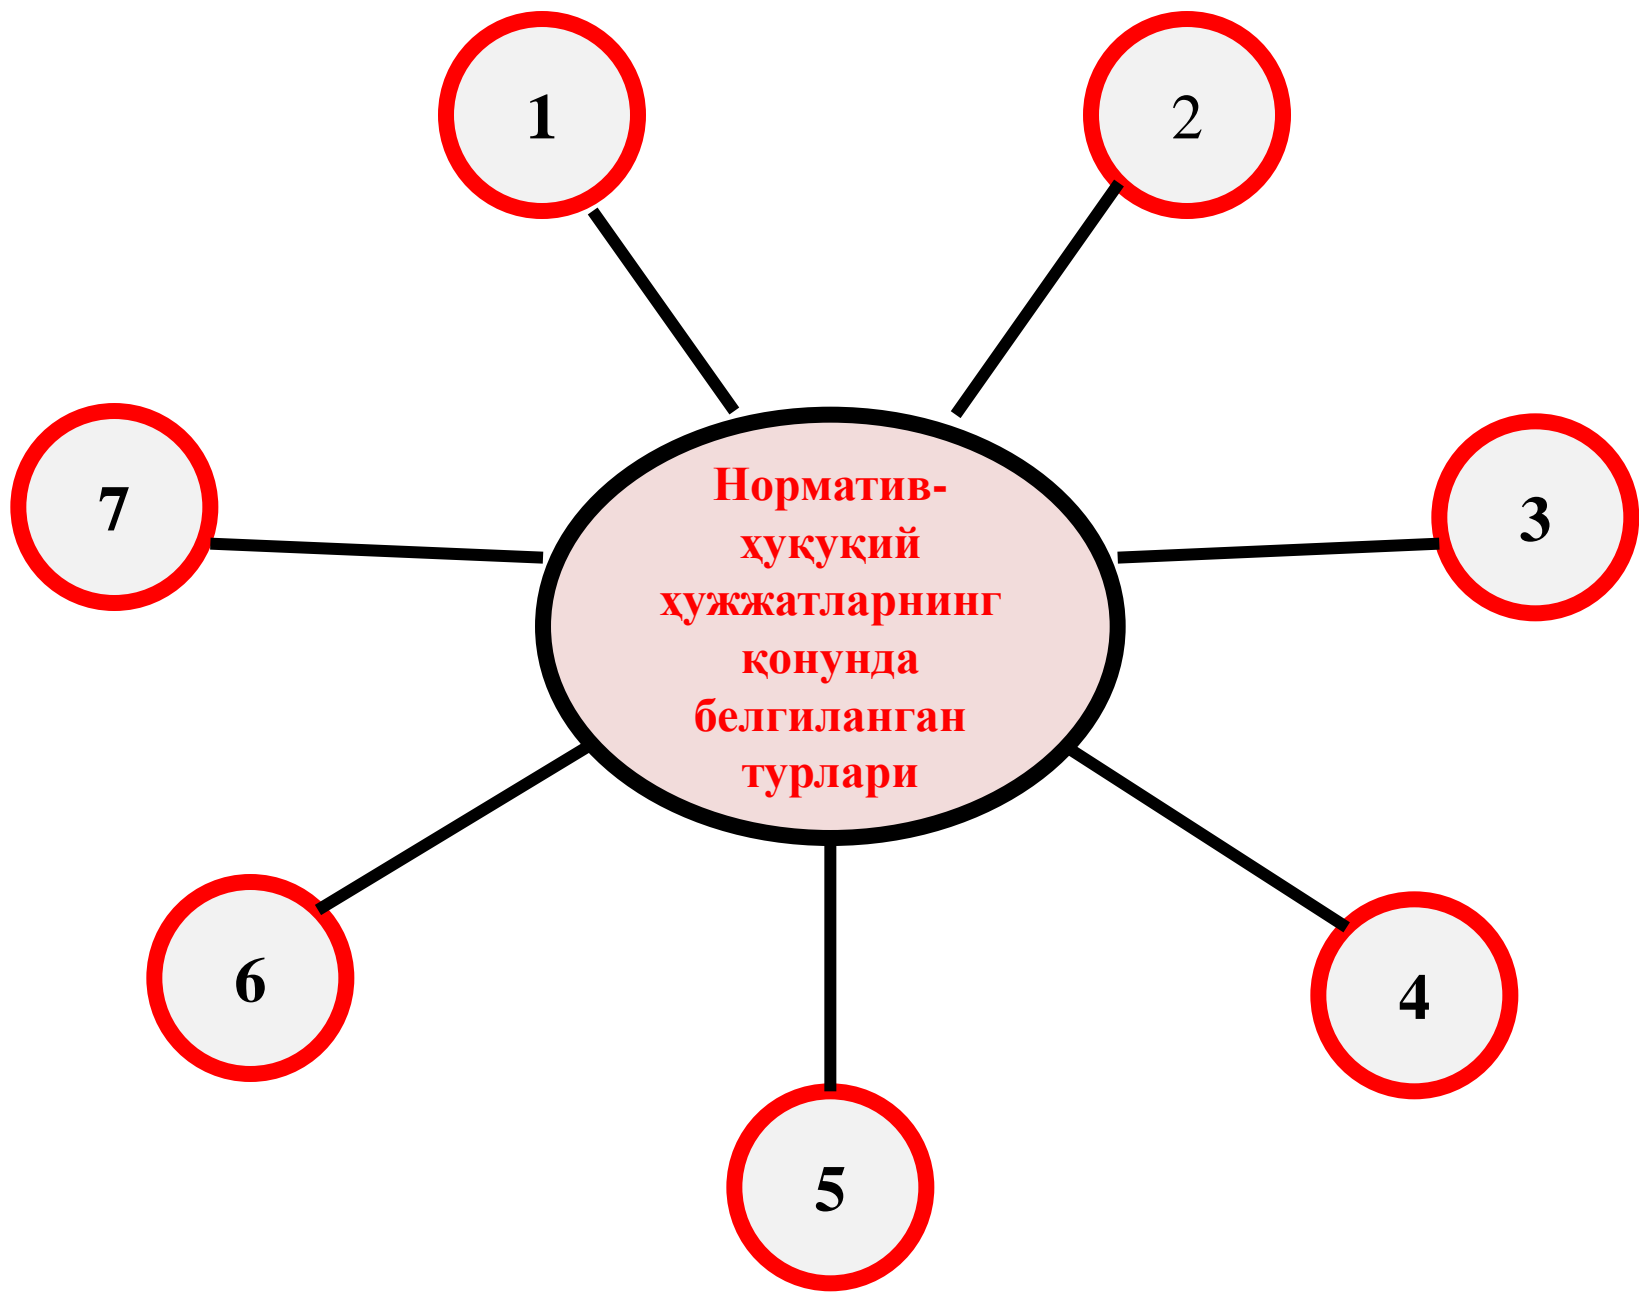 1
2
7
3
Норматив-
ҳуқуқий
ҳужжатларнинг
қонунда
белгиланган
турлари
6
4
5